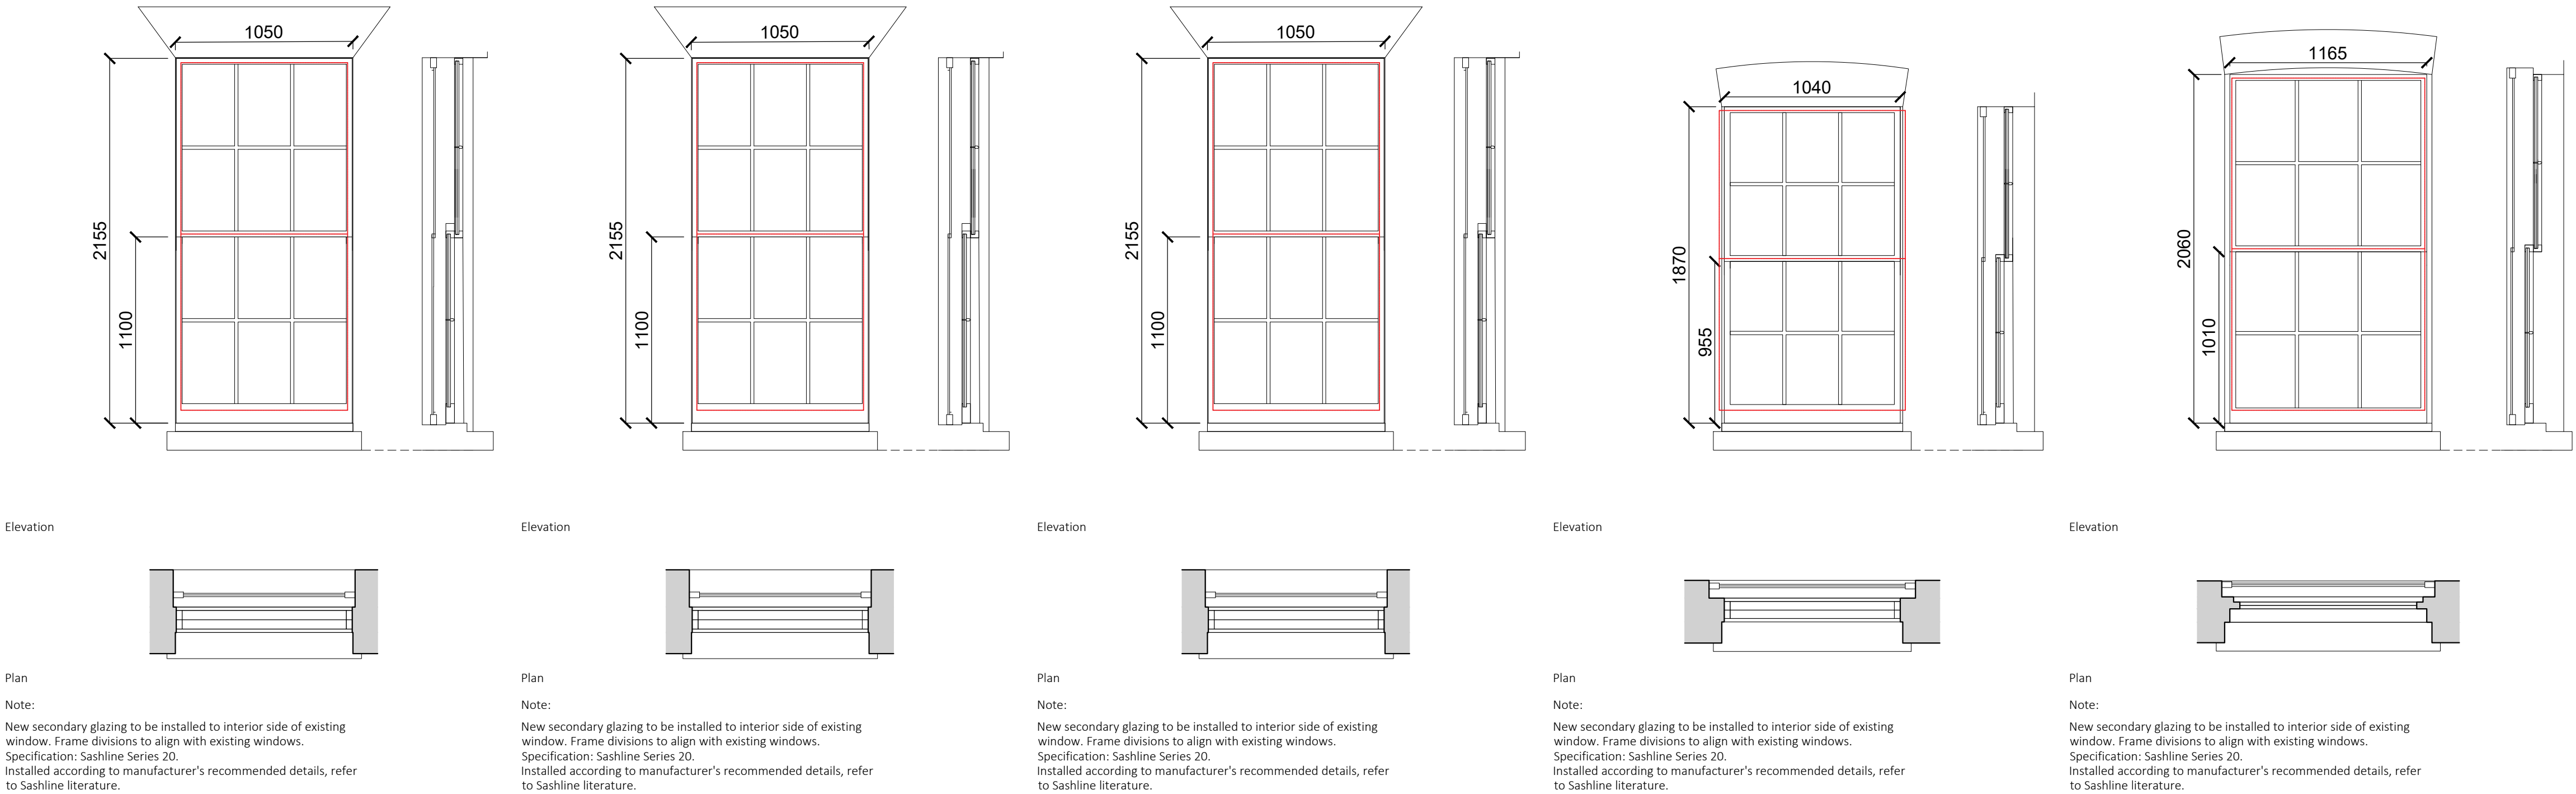 1050
2155
1100
Elevation
Plan
Note:
New secondary glazing to be installed to interior side of existing
window. Frame divisions to align with existing windows.
Specification: Sashline Series 20.
Installed according to manufacturer's recommended details, refer
to Sashline literature.
1050
2155
1100
Elevation
Plan
Note:
New secondary glazing to be installed to interior side of existing
window. Frame divisions to align with existing windows.
Specification: Sashline Series 20.
Installed according to manufacturer's recommended details, refer
to Sashline literature.
1050
2155
1100
Elevation
Plan
Note:
New secondary glazing to be installed to interior side of existing
window. Frame divisions to align with existing windows.
Specification: Sashline Series 20.
Installed according to manufacturer's recommended details, refer
to Sashline literature.
1040
1870
955
Elevation
Plan
Note:
New secondary glazing to be installed to interior side of existing
window. Frame divisions to align with existing windows.
Specification: Sashline Series 20.
Installed according to manufacturer's recommended details, refer
to Sashline literature.
1165
2060
1010
Elevation
Plan
Note:
New secondary glazing to be installed to interior side of existing
window. Frame divisions to align with existing windows.
Specification: Sashline Series 20.
Installed according to manufacturer's recommended details, refer
to Sashline literature.